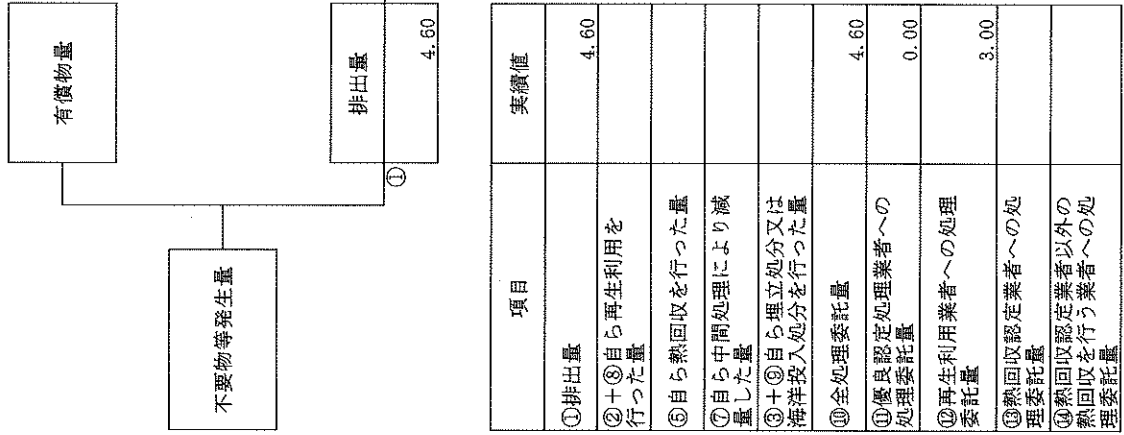 有償物量
不要物等発生量
排出量
①
4.60
項目
実績値
①排出量
4.60
②+⑧自ら再生利用を
行った量
⑤自ら熱回収を行った量
⑦自ら中間処理により減
量した量
③+⑨自ら埋立処分又は
海洋投入処分を行った量
⑩全処理委託量
4.60
⑪優良認定処理業者への
処理委託量
0.00
⑫再生利用業者への処理
委託量
3.00
⑬熱回収認定業者への処
理委託量
⑭熱回収認定業者以外の
熱回収を行う業者への処
理委託量